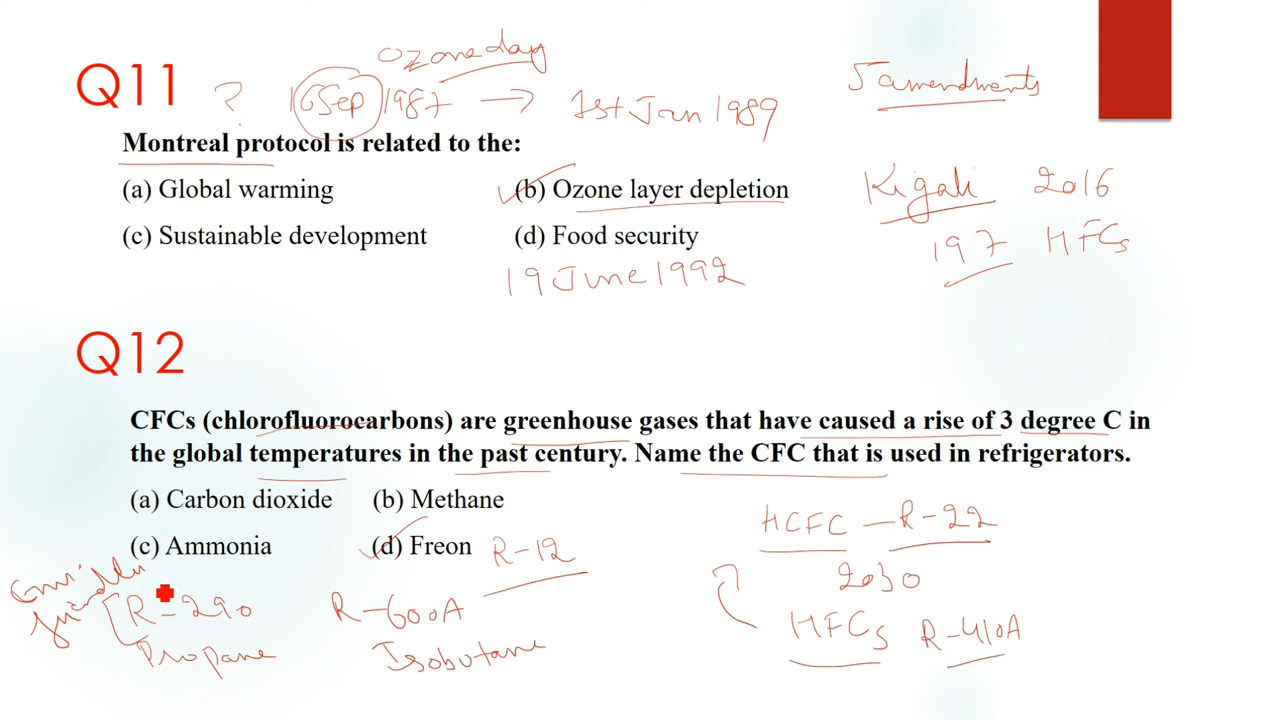 Ozone day
Q11 ? 16 Sep 1987 → 1st Jan 1989
5 amendments
Montreal protocol is related to the:
(a) Global warming (b) Ozone layer depletion
Kigali 2016
(c) Sustainable development (d) Food security
197 HFCs
19 June 1992
Q12
CFCs (chlorofluorocarbons) are greenhouse gases that have caused a rise of 3 degree C in
the global temperatures in the past century. Name the CFC that is used in refrigerators.
(a) Carbon dioxide (b) Methane
HCFC - R-22
(c) Ammonia (d) Freon R-12
2030
friendly
R-290 R-600A
HFCs R-410A
Propane Isobutane